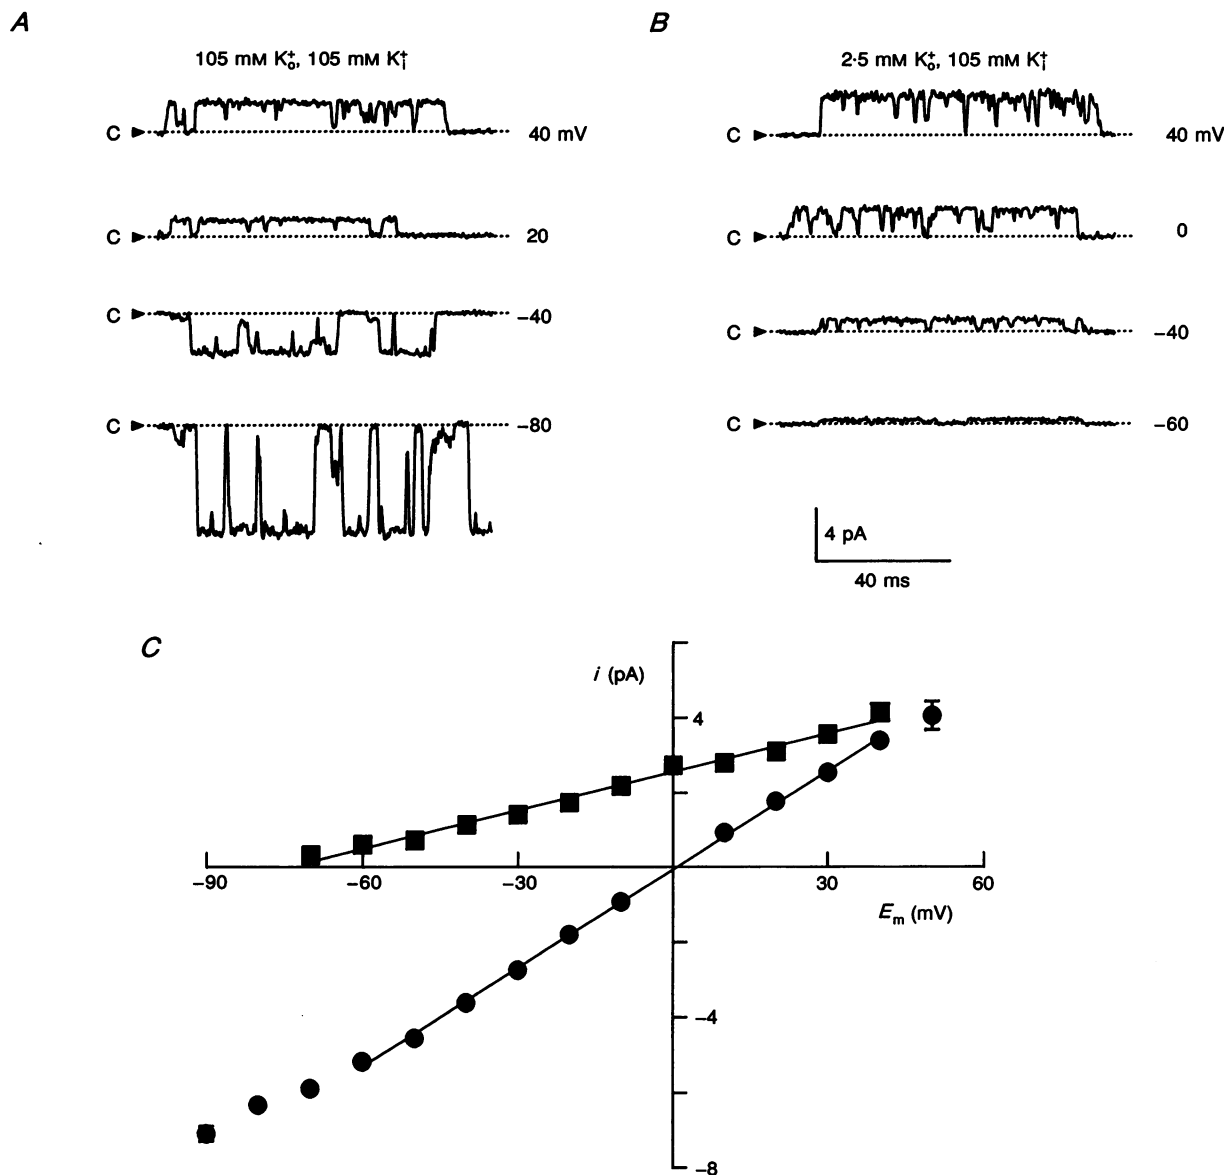 A
B
105 mM K⁺ₒ, 105 mM K⁺ᵢ
2·5 mM K⁺ₒ, 105 mM K⁺ᵢ
C 40 mV
C 40 mV
C 20
C 0
C −40
C −40
C −80
C −60
4 pA
40 ms
C
i (pA)
4
−90 −60 −30 30 60
Eₘ (mV)
−4
−8